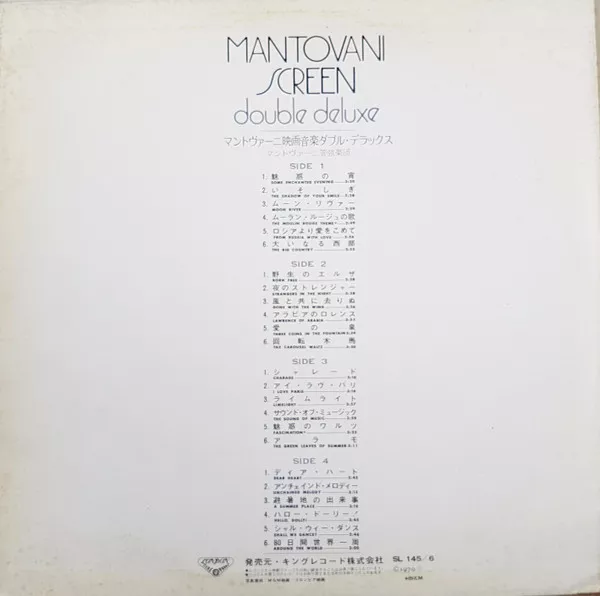 MANTOVANI
SCREEN
double deluxe
マントヴァーニ映画音楽ダブル・デラックス
マントヴァーニ管弦楽団
SIDE 1
1. 魅惑の宵
SOME ENCHANTED EVENING
2. いそしぎ
THE SHADOW OF YOUR SMILE
3. ムーン・リヴァー
MOON RIVER
4. ムーラン・ルージュの歌
THE MOULIN ROUGE THEME
5. ロシアより愛をこめて
FROM RUSSIA WITH LOVE
6. 大いなる西部
THE BIG COUNTRY
SIDE 2
1. 野生のエルザ
BORN FREE
2. 夜のストレンジャー
STRANGERS IN THE NIGHT
3. 風と共に去りぬ
GONE WITH THE WIND
4. アラビアのロレンス
LAWRENCE OF ARABIA
5. 愛の泉
THREE COINS IN THE FOUNTAIN
6. 回転木馬
THE CAROUSEL WALTZ
SIDE 3
1. シャレード
CHARADE
2. アイ・ラヴ・パリ
I LOVE PARIS
3. ライムライト
LIMELIGHT
4. サウンド・オブ・ミュージック
THE SOUND OF MUSIC
5. 魅惑のワルツ
FASCINATION
6. アラモ
THE GREEN LEAVES OF SUMMER
SIDE 4
1. ディア・ハート
DEAR HEART
2. アンチェインド・メロディー
UNCHAINED MELODY
3. 避暑地の出来事
A SUMMER PLACE
4. ハロー・ドーリー!
HELLO, DOLLY!
5. シャル・ウィー・ダンス
SHALL WE DANCE?
6. 80日間世界一周
AROUND THE WORLD
発売元・キングレコード株式会社 SL 145/6